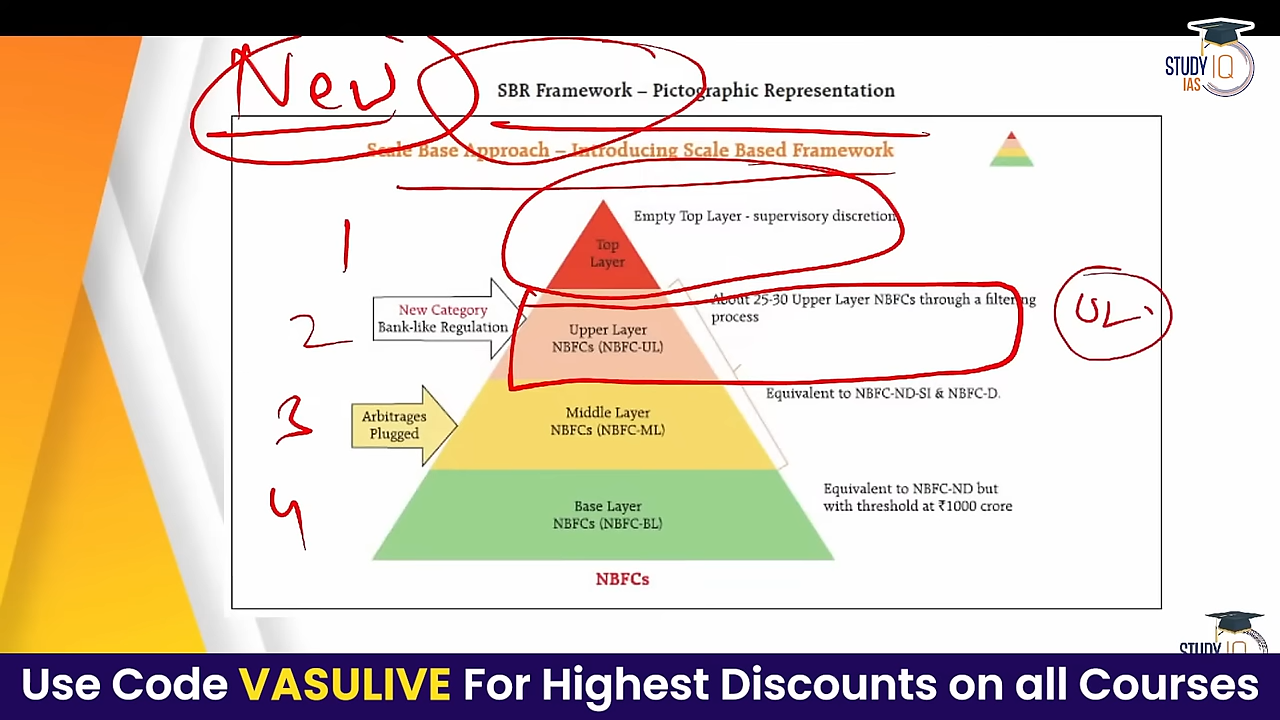 New
STUDY IQ
IAS
SBR Framework – Pictographic Representation
Scale Base Approach – Introducing Scale Based Framework
1
Empty Top Layer - supervisory discretion
Top
Layer
2
New Category
Bank-like Regulation
About 25-30 Upper Layer NBFCs through a filtering
process
UL
Upper Layer
NBFCs (NBFC-UL)
Equivalent to NBFC-ND-SI & NBFC-D.
3
Arbitrages
Plugged
Middle Layer
NBFCs (NBFC-ML)
4
Base Layer
NBFCs (NBFC-BL)
Equivalent to NBFC-ND but
with threshold at ₹1000 crore
NBFCs
STUDY IQ
Use Code VASULIVE For Highest Discounts on all Courses